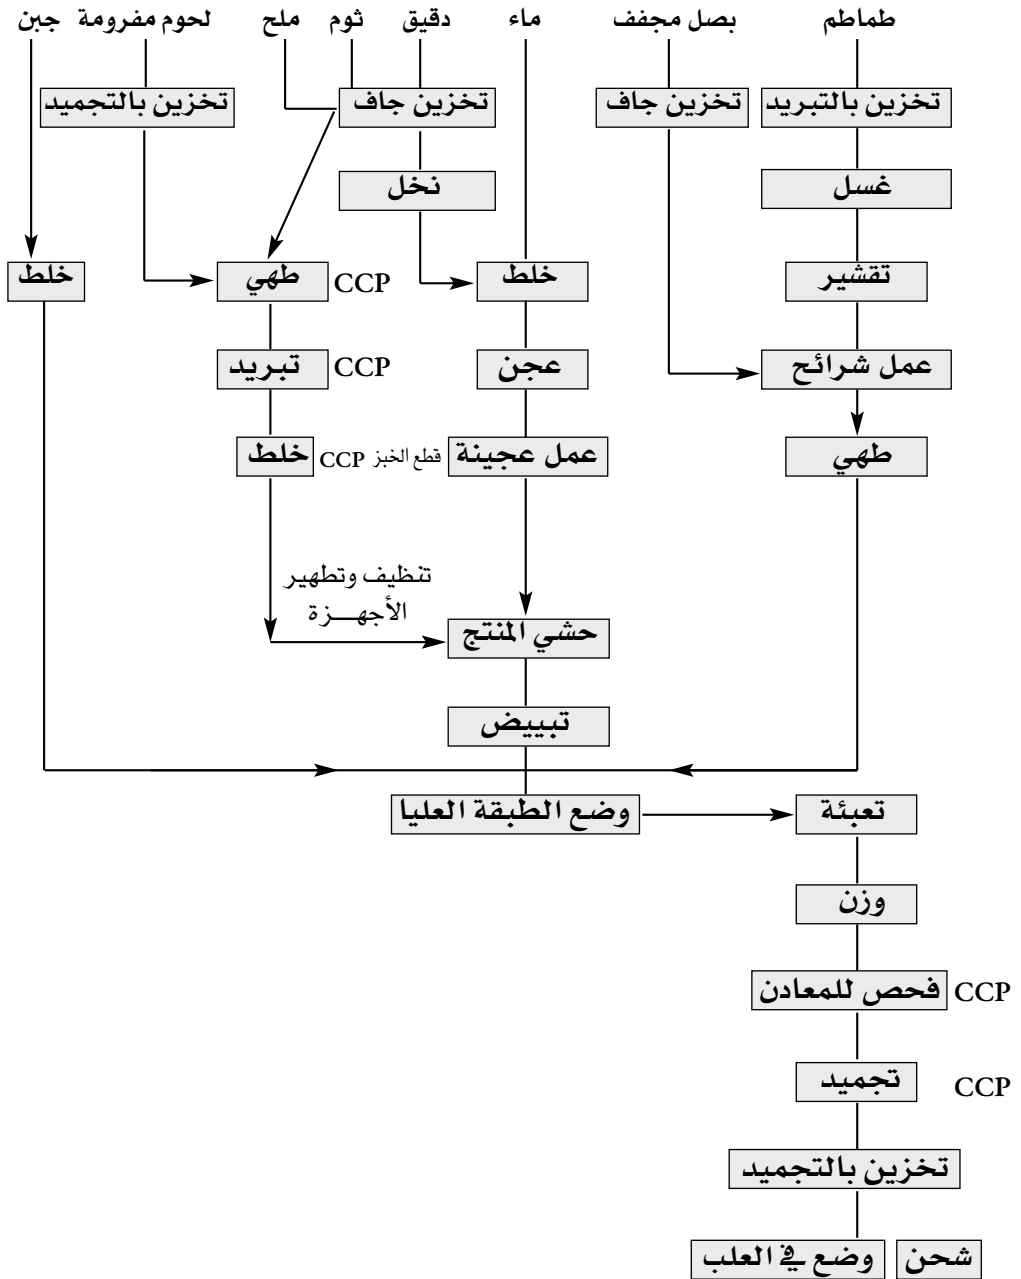 طماطم
بصل مجفف
ماء
دقيق
ثوم
ملح
لحوم مفرومة
جبن
تخزين بالتبريد
تخزين جاف
تخزين جاف
تخزين بالتجميد
غسل
نخل
تقشير
خلط
طهي
CCP
خلط
عمل شرائح
عجن
تبريد
CCP
طهي
عمل عجينة
قطع الخبز
CCP
خلط
تنظيف وتطهير
الأجهــــزة
حشي المنتج
تبييض
وضع الطبقة العليا
تعبئة
وزن
فحص للمعادن
CCP
تجميد
CCP
تخزين بالتجميد
شحن
وضع في العلب